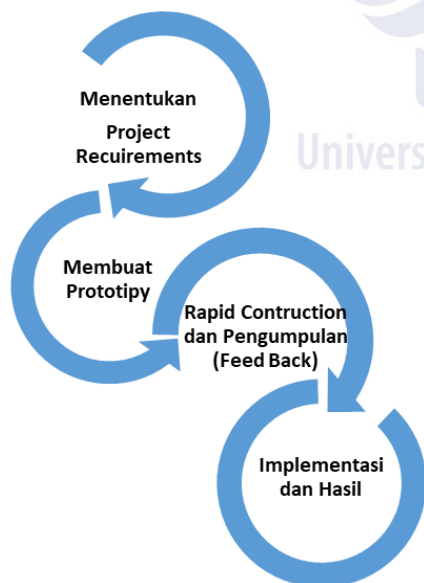 Menentukan
Project
Recuirements
Univers
Membuat
Prototipy
Rapid Contruction
dan Pengumpulan
(Feed Back)
Implementasi
dan Hasil